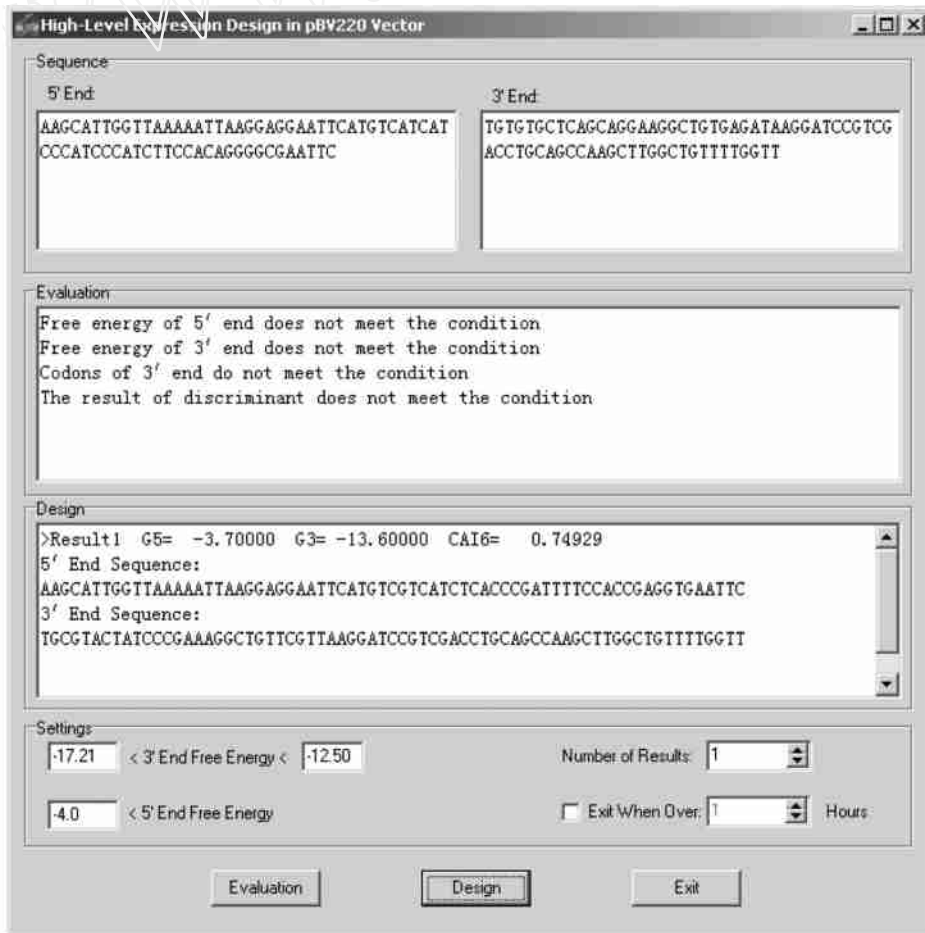 High-Level Expression Design in pBV220 Vector
Sequence
5' End:
AAGCATTGGTTAAAAATTAAGGAGGAATTCATGTCATCAT
CCCATCCCATCTTCCACAGGGGCGAATTC
3' End:
TGTGTGCTCAGCAGGAAGGCTGTGAGATAAGGATCCGTCG
ACCTGCAGCCAAGCTTGGCTGTTTTGGTT
Evaluation
Free energy of 5' end does not meet the condition
Free energy of 3' end does not meet the condition
Codons of 3' end do not meet the condition
The result of discriminant does not meet the condition
Design
>Result1 G5= -3.70000 G3= -13.60000 CAI6= 0.74929
5' End Sequence:
AAGCATTGGTTAAAAATTAAGGAGGAATTCATGTCGTCATCTCACCCGATTTTCCACCGAGGTGAATTC
3' End Sequence:
TGCGTACTATCCCGAAAGGCTGTTCGTTAAGGATCCGTCGACCTGCAGCCAAGCTTGGCTGTTTTGGTT
Settings
-17.21 < 3' End Free Energy < -12.50 Number of Results: 1
-4.0 < 5' End Free Energy Exit When Over: 1 Hours
Evaluation Design Exit